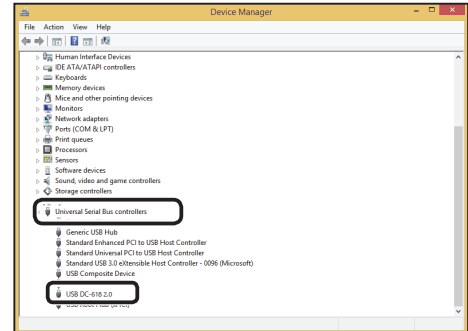 Device Manager
File Action View Help
Human Interface Devices
IDE ATA/ATAPI controllers
Keyboards
Memory devices
Mice and other pointing devices
Monitors
Network adapters
Ports (COM & LPT)
Print queues
Processors
Sensors
Software devices
Sound, video and game controllers
Storage controllers
Universal Serial Bus controllers
Generic USB Hub
Standard Enhanced PCI to USB Host Controller
Standard Universal PCI to USB Host Controller
Standard USB 3.0 eXtensible Host Controller - 0096 (Microsoft)
USB Composite Device
USB DC-618 2.0